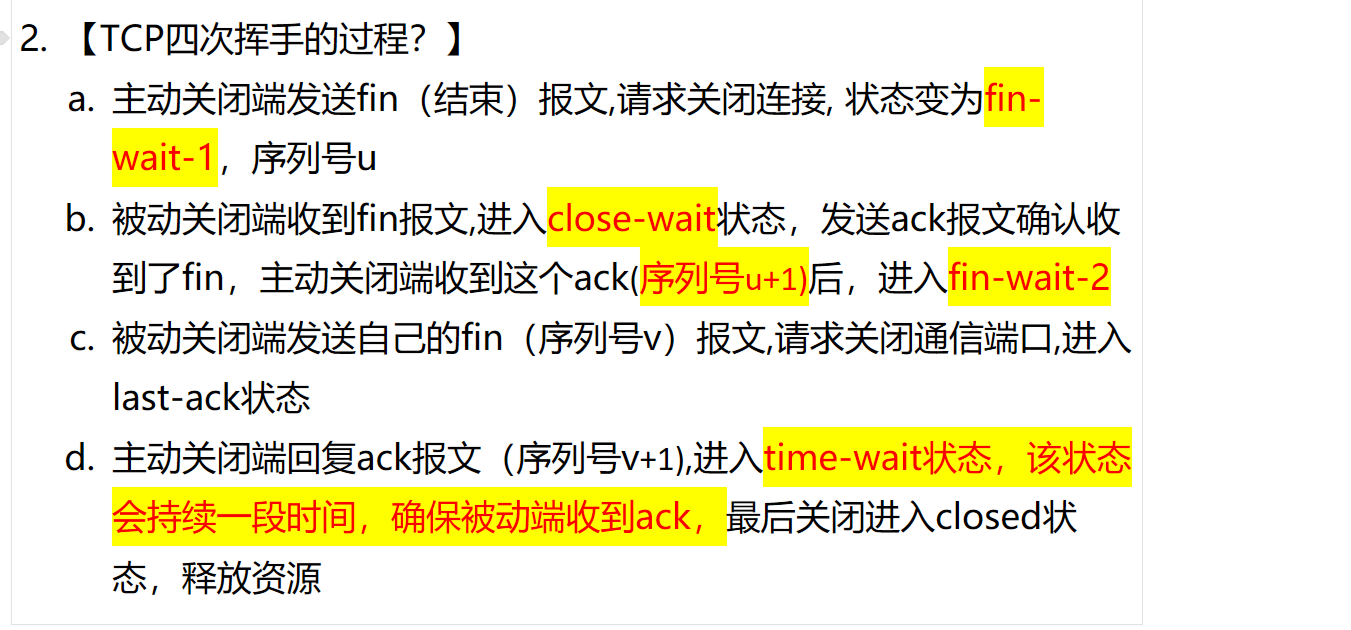 2. 【TCP四次挥手的过程？】
a. 主动关闭端发送fin（结束）报文,请求关闭连接, 状态变为fin-
wait-1，序列号u
b. 被动关闭端收到fin报文,进入close-wait状态，发送ack报文确认收
到了fin，主动关闭端收到这个ack(序列号u+1)后，进入fin-wait-2
c. 被动关闭端发送自己的fin（序列号v）报文,请求关闭通信端口,进入
last-ack状态
d. 主动关闭端回复ack报文（序列号v+1),进入time-wait状态，该状态
会持续一段时间，确保被动端收到ack，最后关闭进入closed状
态，释放资源